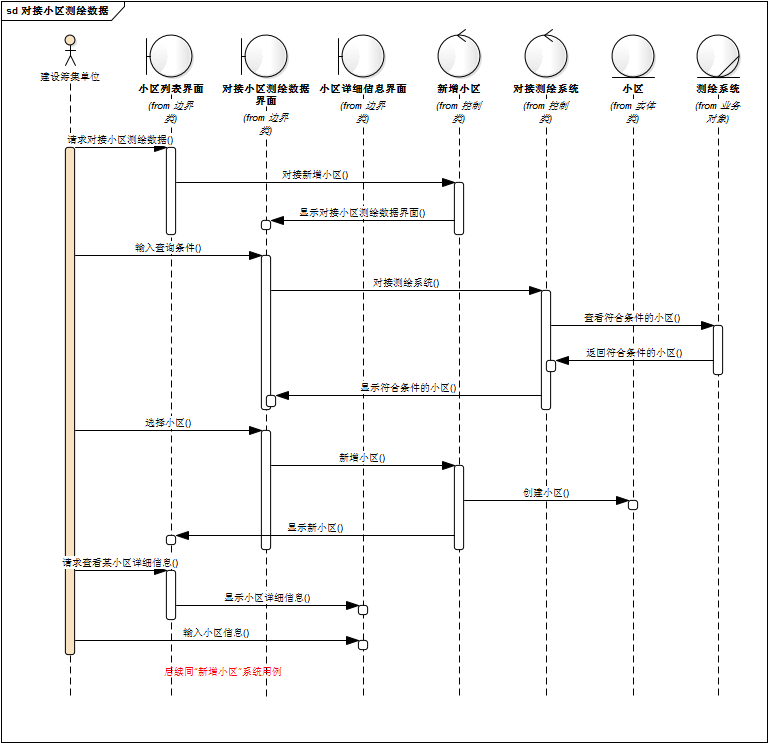 sd 对接小区测绘数据
建设筹集单位
小区列表界面
(from 边界
类)
对接小区测绘数据
界面
(from 边界
类)
小区详细信息界面
(from 边界
类)
新增小区
(from 控制
类)
对接测绘系统
(from 控制
类)
小区
(from 实体
类)
测绘系统
(from 业务
对象)
请求对接小区测绘数据()
对接新增小区()
显示对接小区测绘数据界面()
输入查询条件()
对接测绘系统()
查看符合条件的小区()
返回符合条件的小区()
显示符合条件的小区()
选择小区()
新增小区()
创建小区()
显示新小区()
请求查看某小区详细信息()
显示小区详细信息()
输入小区信息()
后续同“新增小区”系统用例